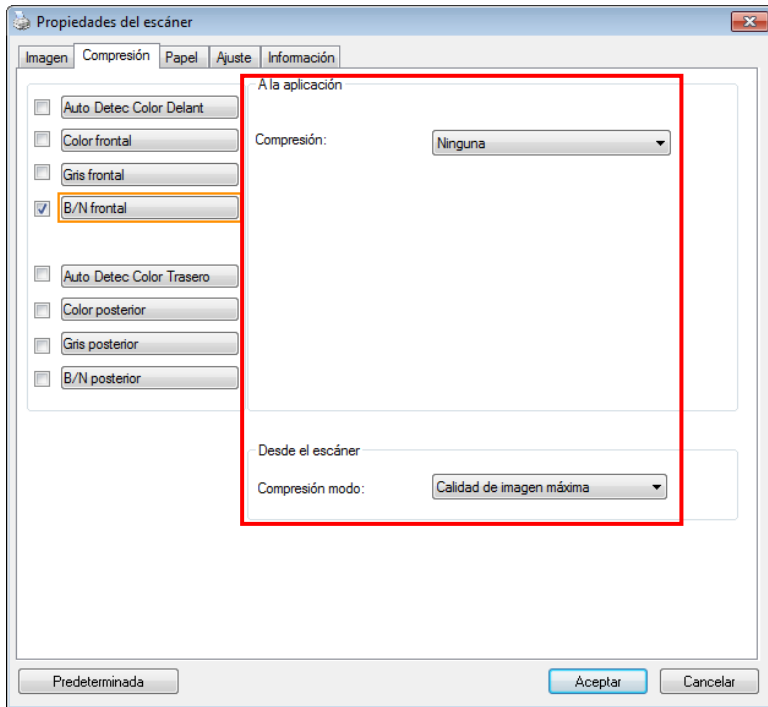 Propiedades del escáner
Imagen Compresión Papel Ajuste Información
Auto Detec Color Delant
Color frontal
Gris frontal
B/N frontal
Auto Detec Color Trasero
Color posterior
Gris posterior
B/N posterior
A la aplicación
Compresión: Ninguna
Desde el escáner
Compresión modo: Calidad de imagen máxima
Predeterminada Aceptar Cancelar